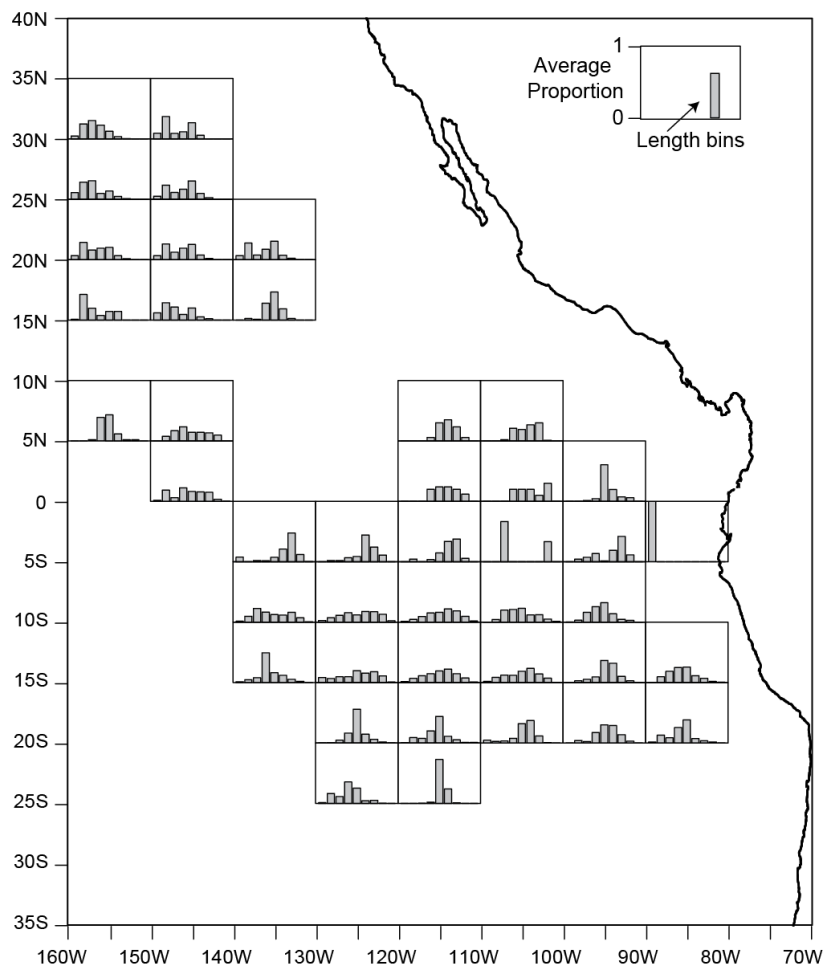 40N
35N
30N
25N
20N
15N
10N
5N
0
5S
10S
15S
20S
25S
30S
35S
160W 150W 140W 130W 120W 110W 100W 90W 80W 70W
1
Average
Proportion
0
Length bins